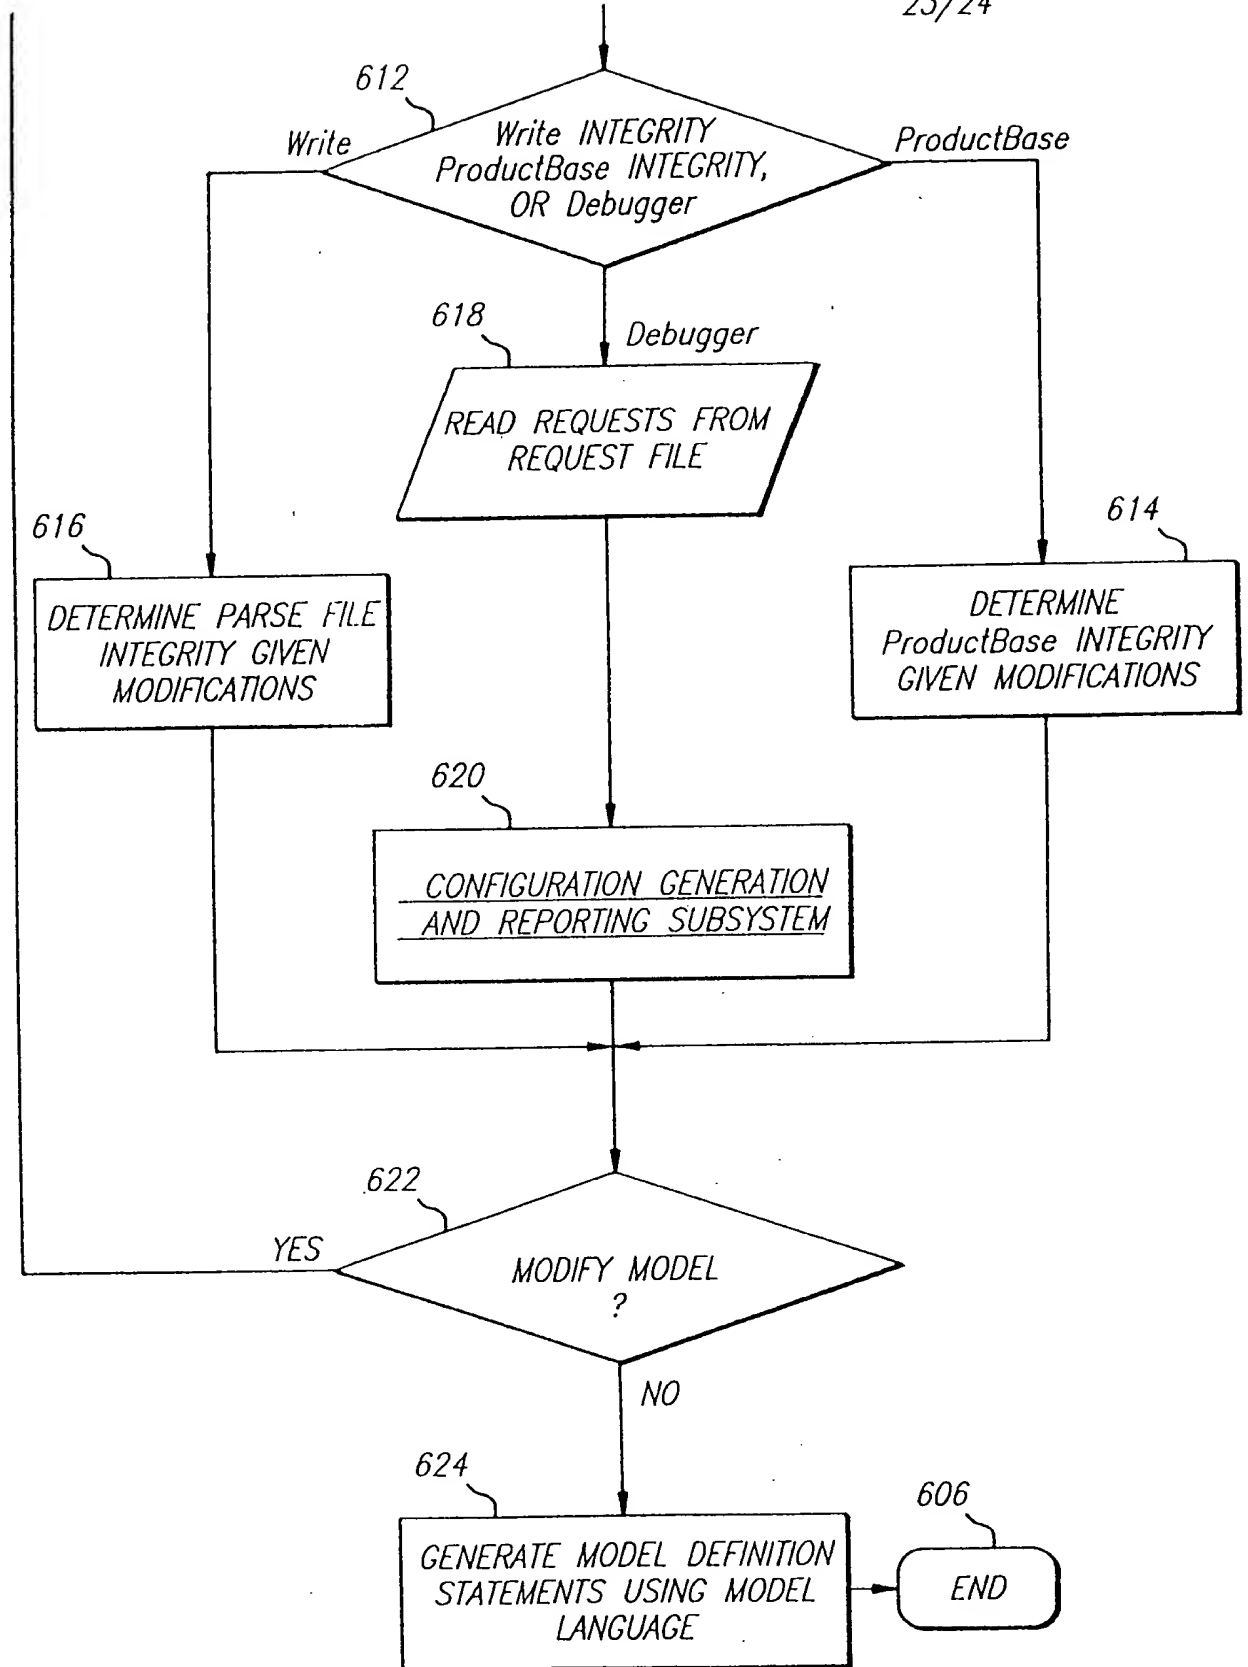 23/24
612
Write
Write INTEGRITY
ProductBase INTEGRITY,
OR Debugger
ProductBase
618
Debugger
READ REQUESTS FROM
REQUEST FILE
616
DETERMINE PARSE FILE
INTEGRITY GIVEN
MODIFICATIONS
614
DETERMINE
ProductBase INTEGRITY
GIVEN MODIFICATIONS
620
CONFIGURATION GENERATION
AND REPORTING SUBSYSTEM
622
YES
MODIFY MODEL
?
NO
624
GENERATE MODEL DEFINITION
STATEMENTS USING MODEL
LANGUAGE
606
END